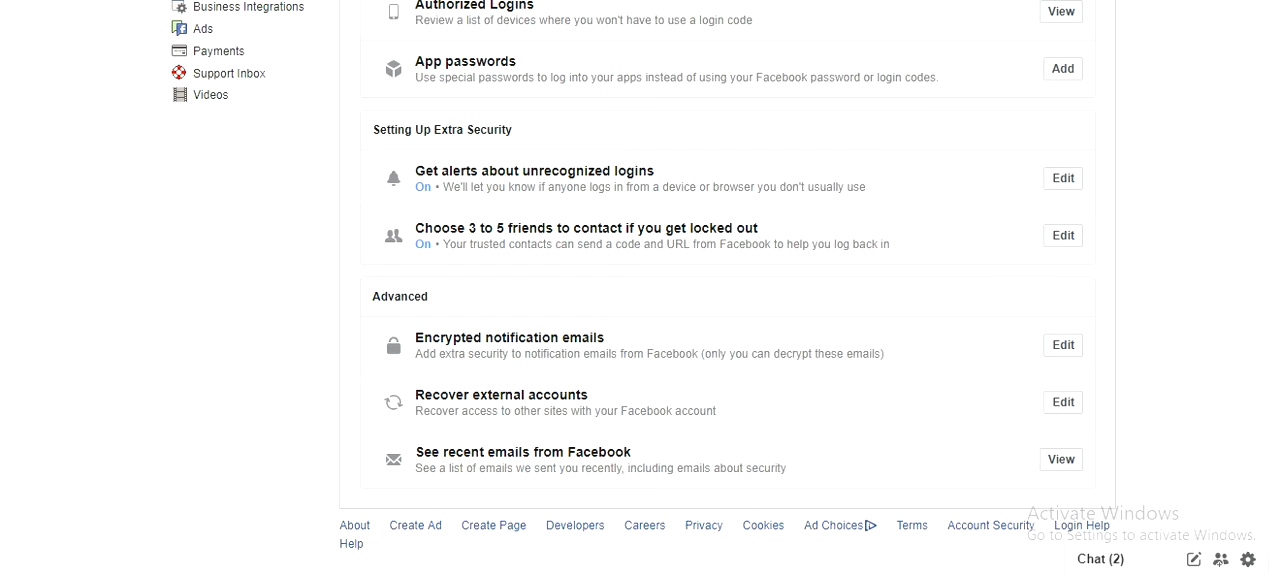 Business Integrations
Ads
Payments
Support Inbox
Videos
Authorized Logins
Review a list of devices where you won't have to use a login code
View
App passwords
Use special passwords to log into your apps instead of using your Facebook password or login codes.
Add
Setting Up Extra Security
Get alerts about unrecognized logins
On • We'll let you know if anyone logs in from a device or browser you don't usually use
Edit
Choose 3 to 5 friends to contact if you get locked out
On • Your trusted contacts can send a code and URL from Facebook to help you log back in
Edit
Advanced
Encrypted notification emails
Add extra security to notification emails from Facebook (only you can decrypt these emails)
Edit
Recover external accounts
Recover access to other sites with your Facebook account
Edit
See recent emails from Facebook
See a list of emails we sent you recently, including emails about security
View
About Create Ad Create Page Developers Careers Privacy Cookies Ad Choices Terms Account Security Login Help
Help
Activate Windows
Go to Settings to activate Windows.
Chat (2)